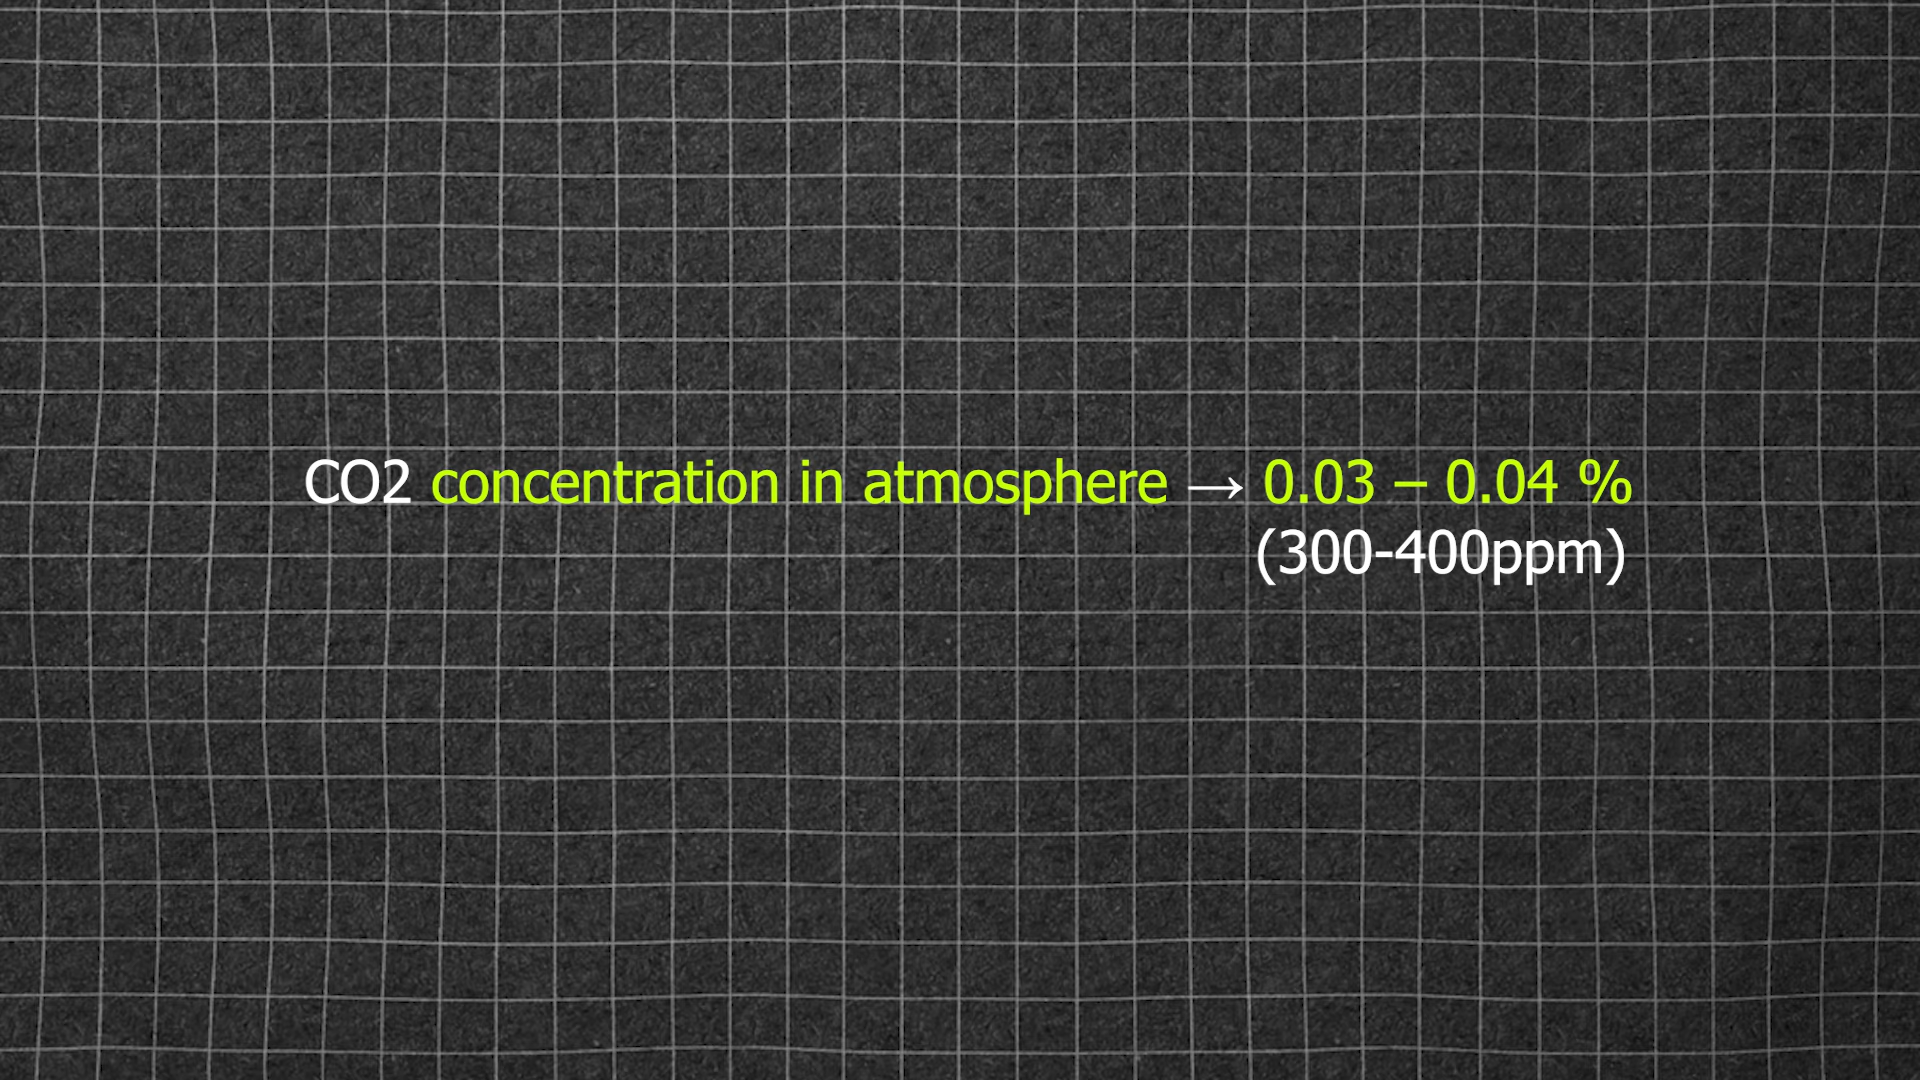 CO2 concentration in atmosphere → 0.03 – 0.04 %
(300-400ppm)